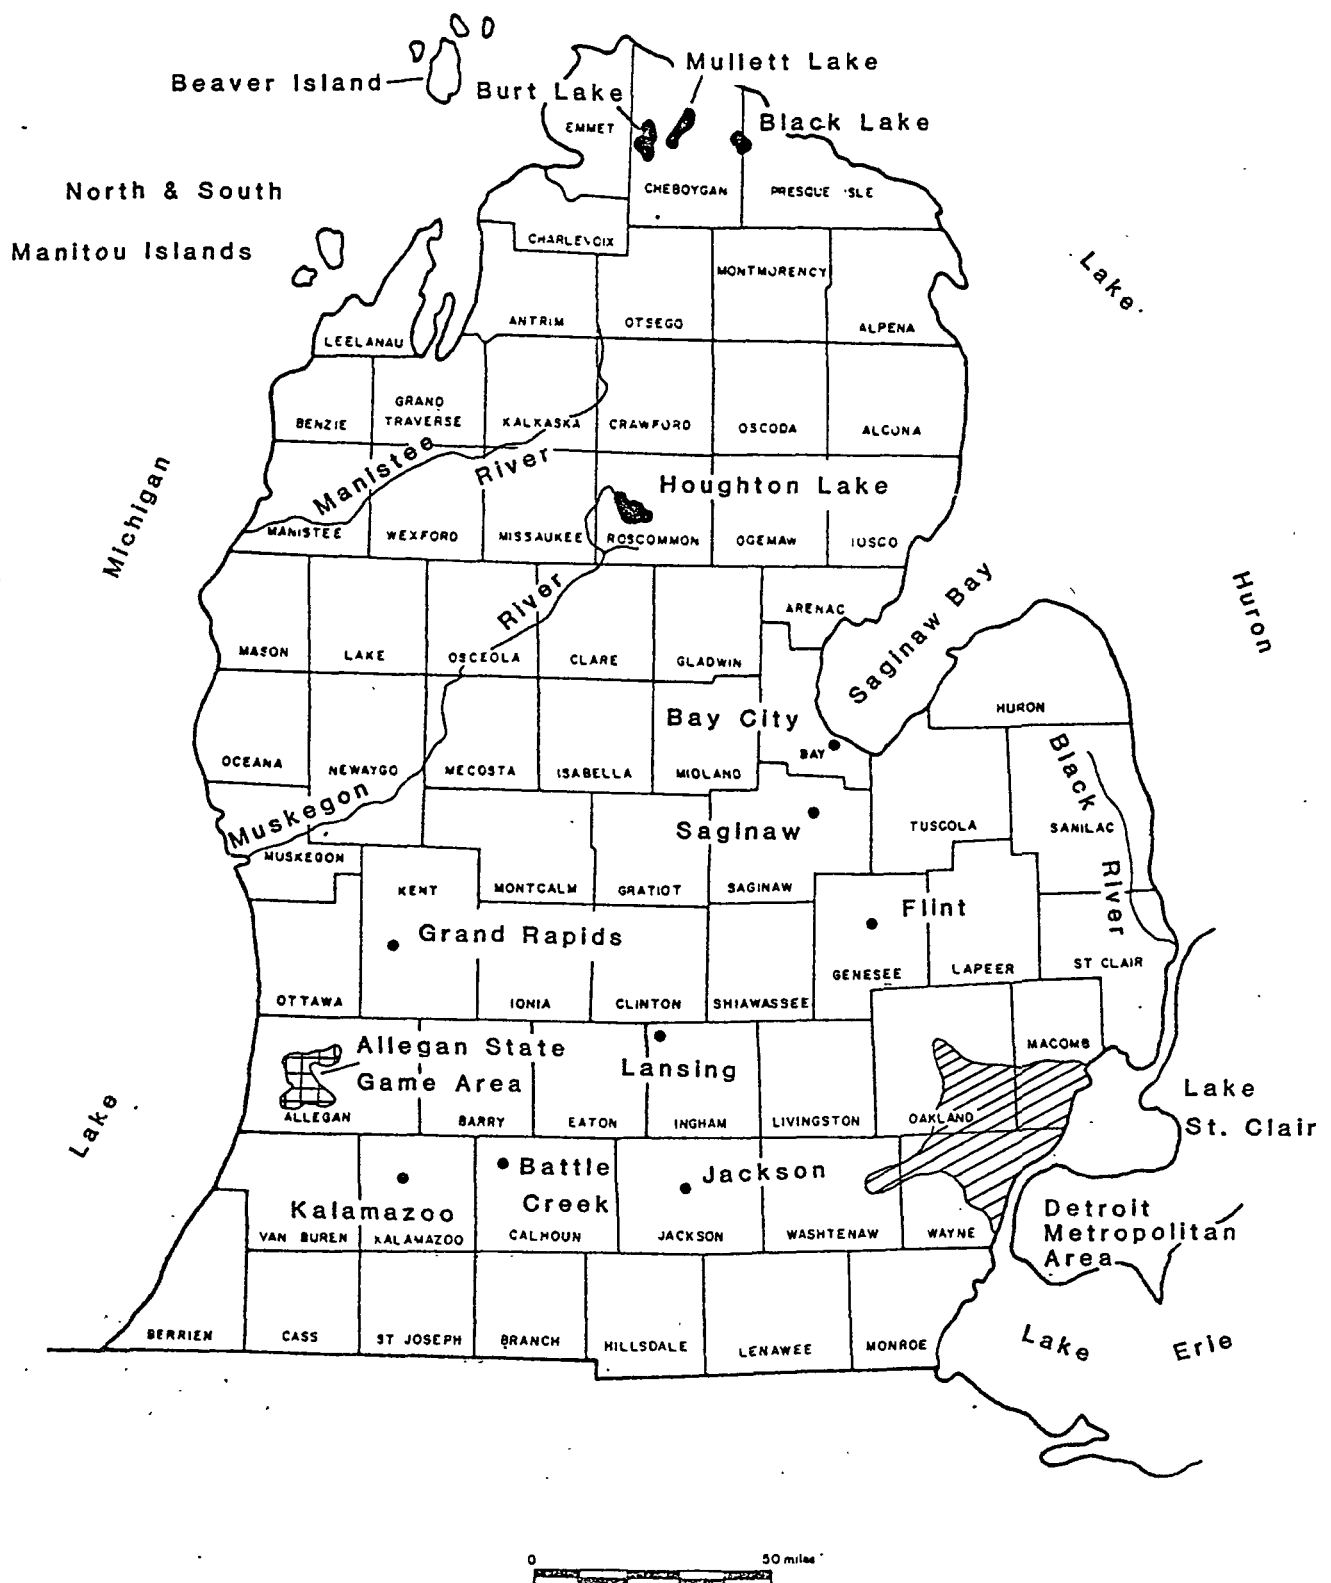 Mullett Lake
Beaver Island
Burt Lake
Black Lake
EMMET
North & South
CHEBOYGAN
PRESQUE ISLE
Manitou Islands
CHARLEVOIX
Lake
MONTMORENCY
ANTRIM
OTSEGO
ALPENA
LEELANAU
GRAND
TRAVERSE
BENZIE
KALKASKA
CRAWFORD
OSCODA
ALCONA
Manistee
River
Michigan
Houghton Lake
MANISTEE
WEXFORD
MISSAUKEE
ROSCOMMON
OGEMAW
IOSCO
River
Saginaw Bay
Huron
ARENAC
MASON
LAKE
OSCEOLA
CLARE
GLADWIN
HURON
Bay City
BAY
Black
OCEANA
NEWAYGO
MECOSTA
ISABELLA
MIDLAND
Muskegon
Saginaw
TUSCOLA
SANILAC
MUSKEGON
KENT
MONTCALM
GRATIOT
SAGINAW
River
Flint
Grand Rapids
GENESEE
LAPEER
ST CLAIR
OTTAWA
IONIA
CLINTON
SHIAWASSEE
Allegan State
Game Area
Lansing
MACOMB
Lake
St. Clair
Lake
ALLEGAN
BARRY
EATON
INGHAM
LIVINGSTON
OAKLAND
Battle
Creek
Jackson
Kalamazoo
Detroit
Metropolitan
Area
VAN BUREN
KALAMAZOO
CALHOUN
JACKSON
WASHTENAW
WAYNE
BERRIEN
CASS
ST JOSEPH
BRANCH
HILLSDALE
LENAWEE
MONROE
Lake
Erie
0
50 miles